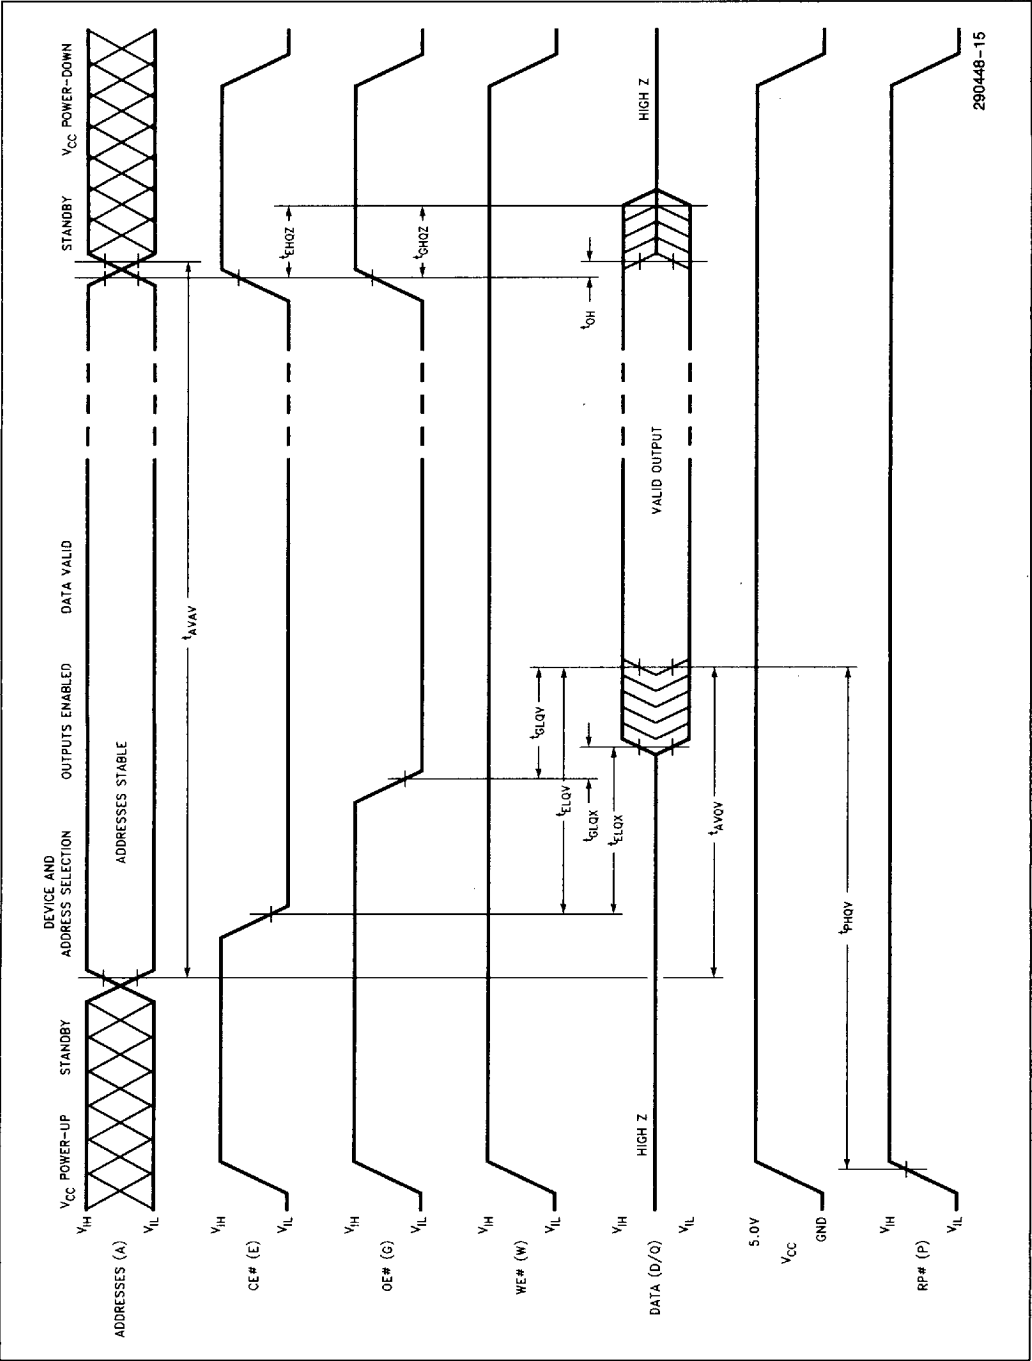 VCC POWER-UP STANDBY DEVICE AND ADDRESS SELECTION OUTPUTS ENABLED DATA VALID STANDBY VCC POWER-DOWN
ADDRESSES (A)
VIH
VIL
ADDRESSES STABLE
tAVAV
CE# (E)
VIH
VIL
tEHQZ
OE# (G)
VIH
VIL
tGHQZ
WE# (W)
VIH
VIL
tGLQV
tELQV
tGLQX
tELQX
tOH
DATA (D/Q)
VIH
VIL
HIGH Z
VALID OUTPUT
HIGH Z
tAVQV
5.0V
VCC
GND
tPHQV
RP# (P)
VIH
VIL
290448-15